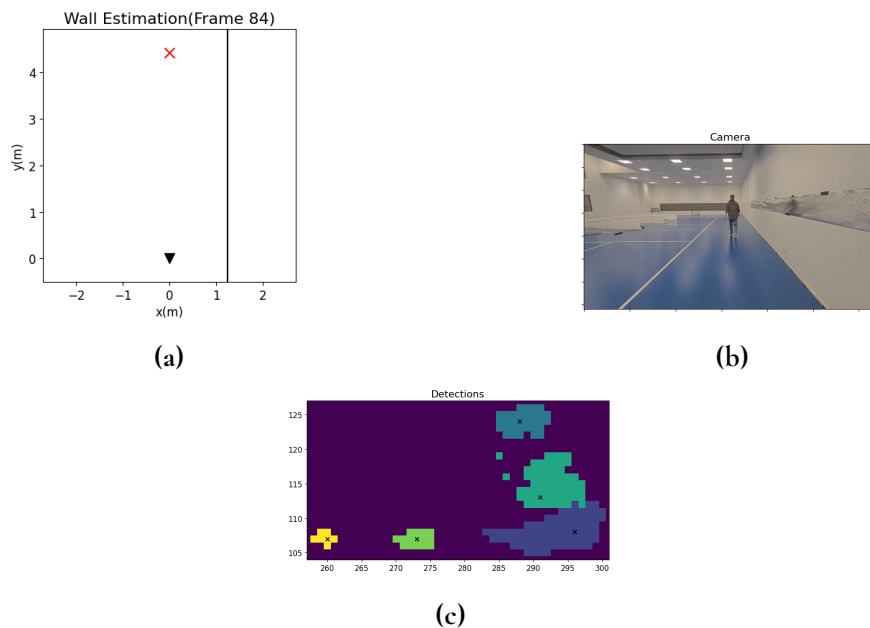 Wall Estimation(Frame 84)
4
3
2
1
0
y(m)
−2 −1 0 1 2
x(m)
(a)
Camera
(b)
Detections
125
120
115
110
105
260 265 270 275 280 285 290 295 300
(c)